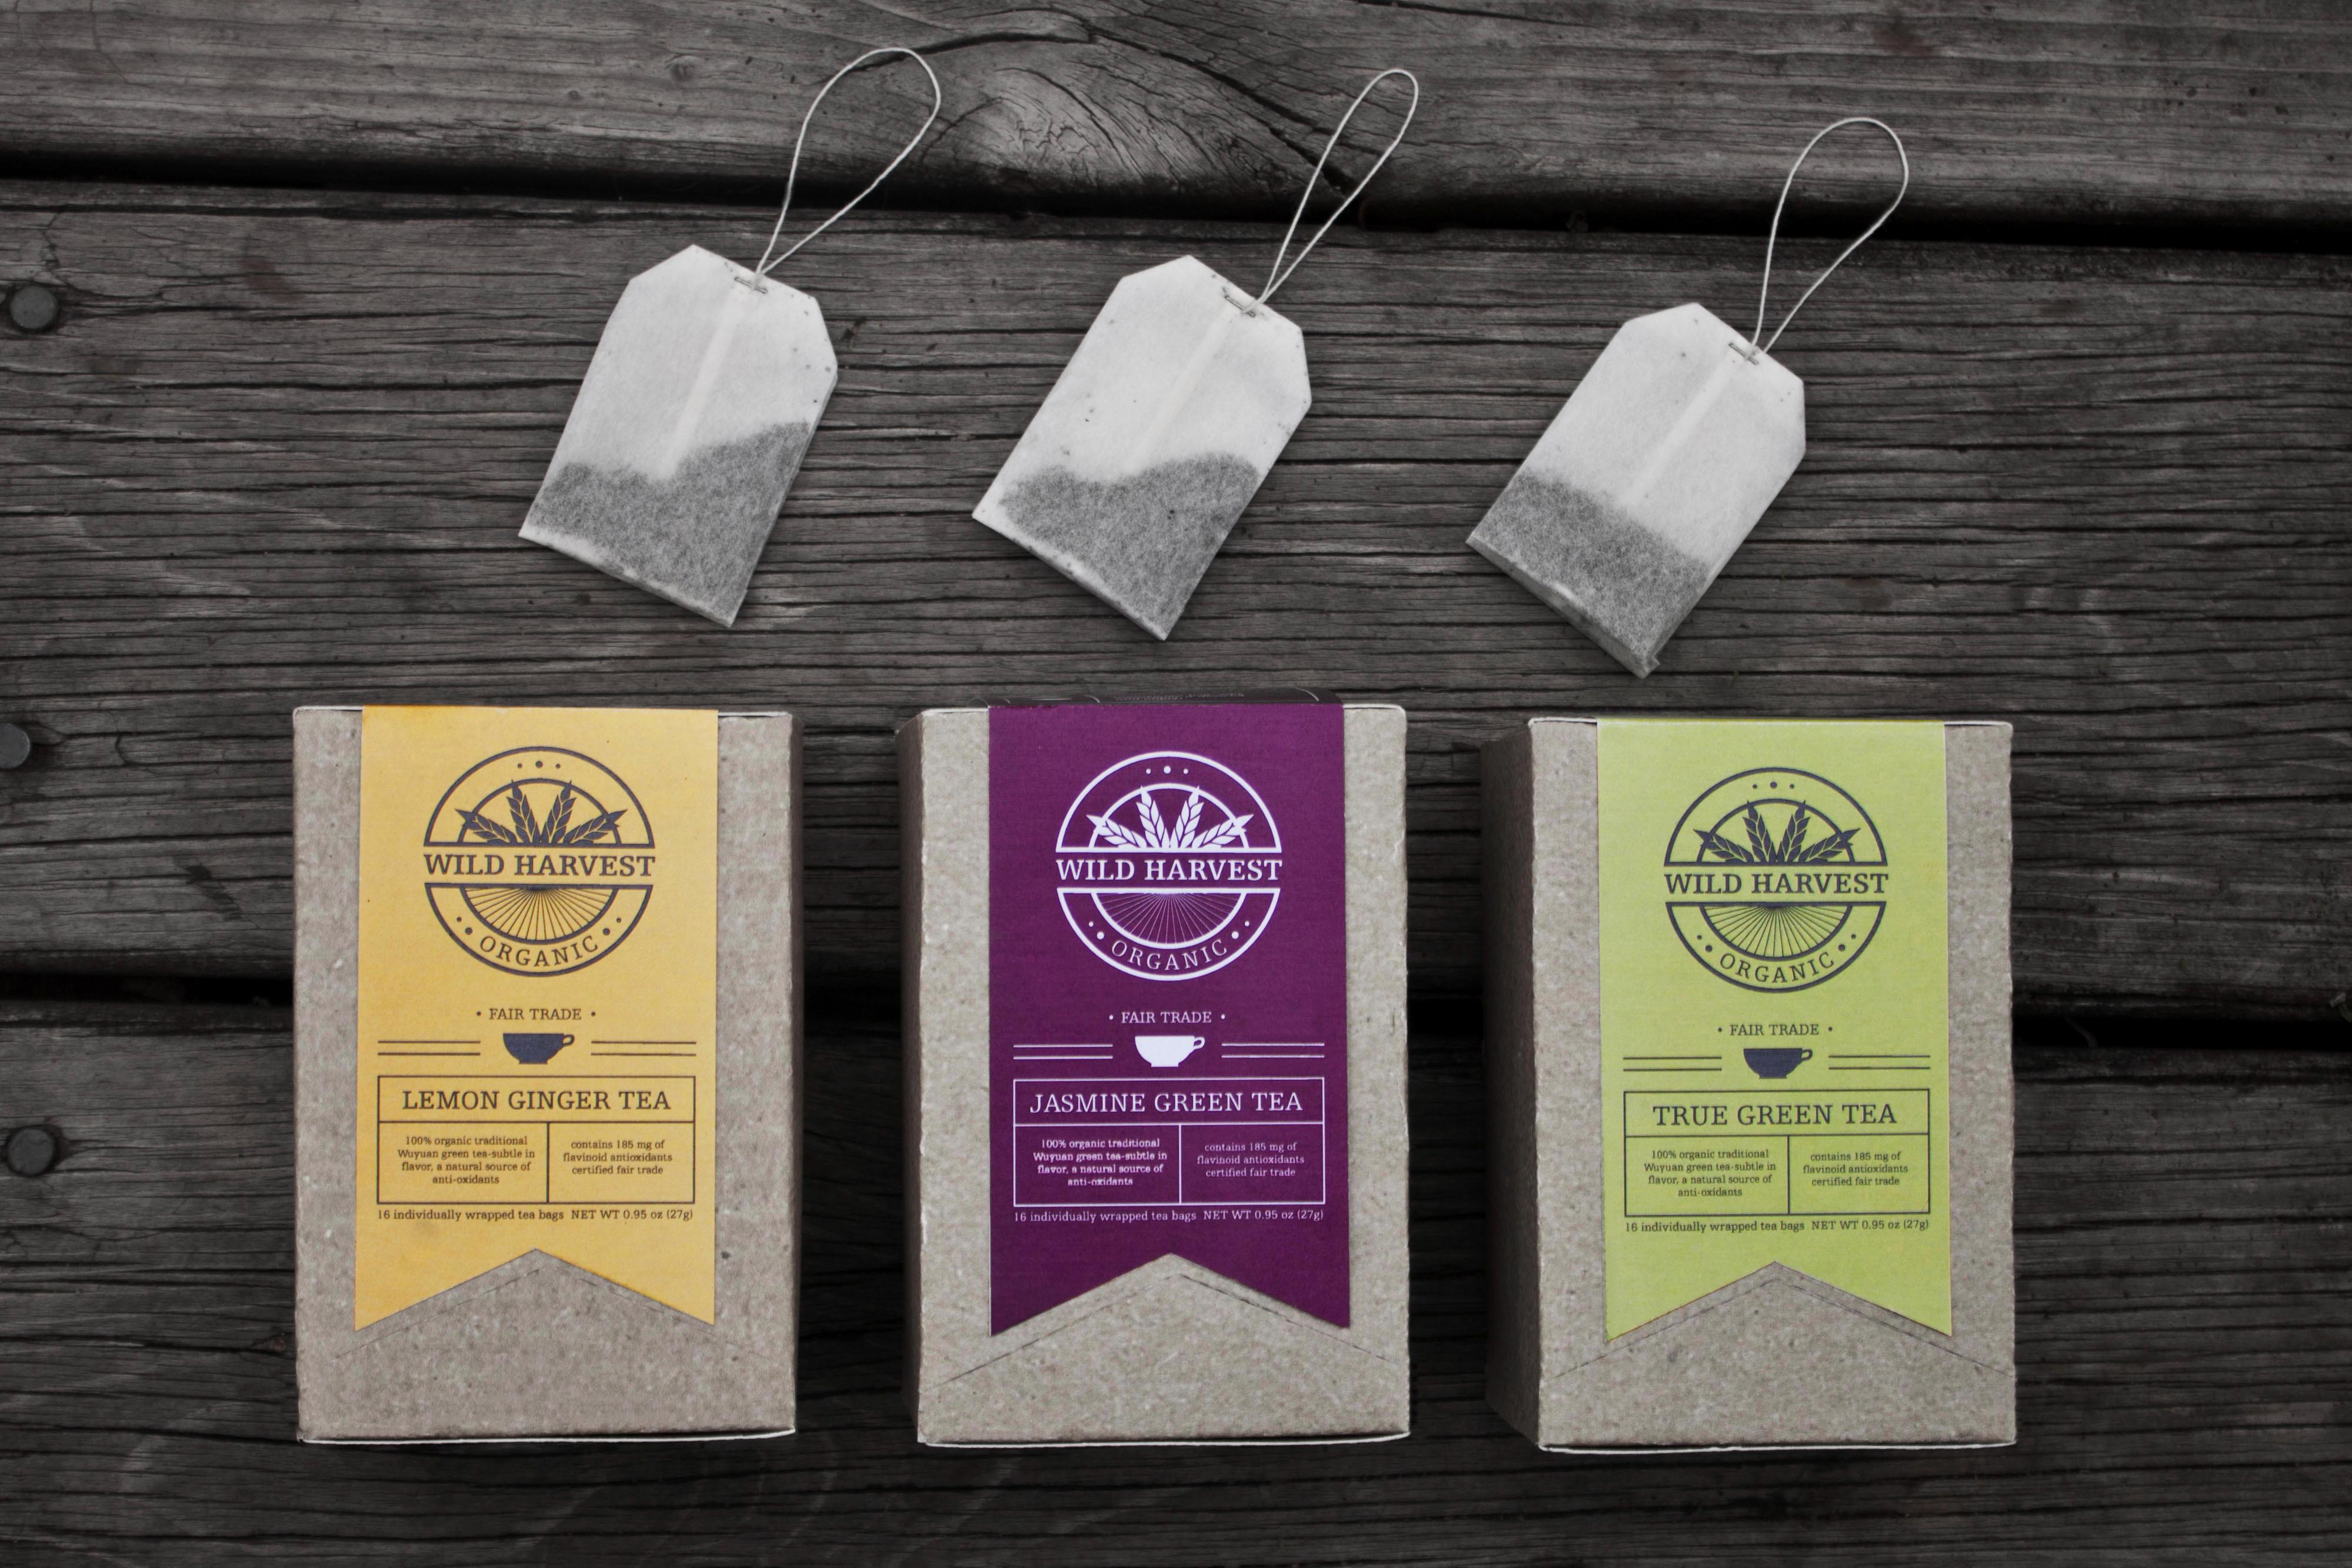 WILD HARVEST
ORGANIC
• FAIR TRADE •
LEMON GINGER TEA
100% organic traditional
Wuyuan green tea-subtle in
flavor, a natural source of
anti-oxidants
contains 185 mg of
flavinoid antioxidants
certified fair trade
16 individually wrapped tea bags NET WT 0.95 oz (27g)
WILD HARVEST
ORGANIC
• FAIR TRADE •
JASMINE GREEN TEA
100% organic traditional
Wuyuan green tea-subtle in
flavor, a natural source of
anti-oxidants
contains 185 mg of
flavinoid antioxidants
certified fair trade
16 individually wrapped tea bags NET WT 0.95 oz (27g)
WILD HARVEST
ORGANIC
• FAIR TRADE •
TRUE GREEN TEA
100% organic traditional
Wuyuan green tea-subtle in
flavor, a natural source of
anti-oxidants
contains 185 mg of
flavinoid antioxidants
certified fair trade
16 individually wrapped tea bags NET WT 0.95 oz (27g)